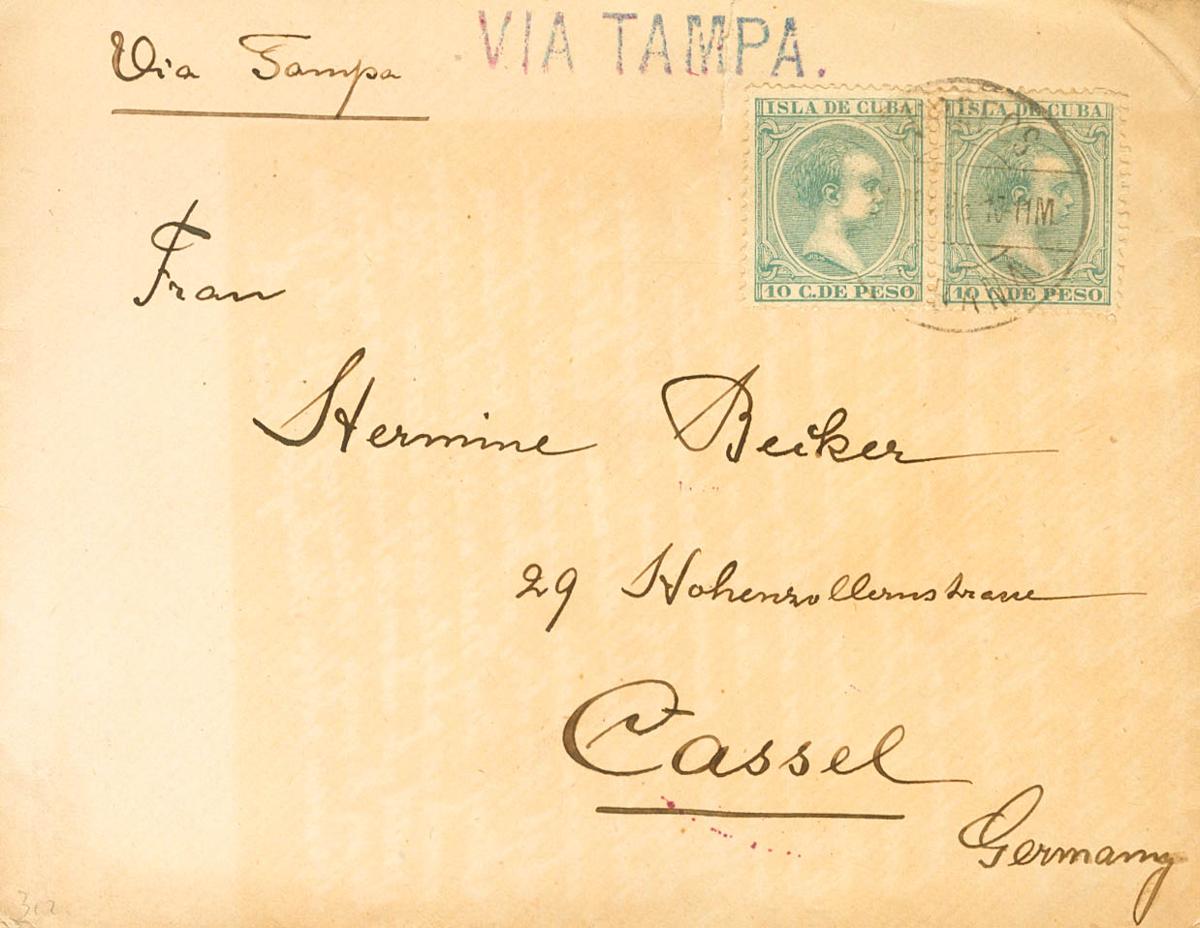 Via Tampa
VIA TAMPA.
ISLA DE CUBA
10 C. DE PESO
ISLA DE CUBA
10 C. DE PESO
Frau
Hermine Becker
29 Hohenzollernstrasse
Cassel
Germany